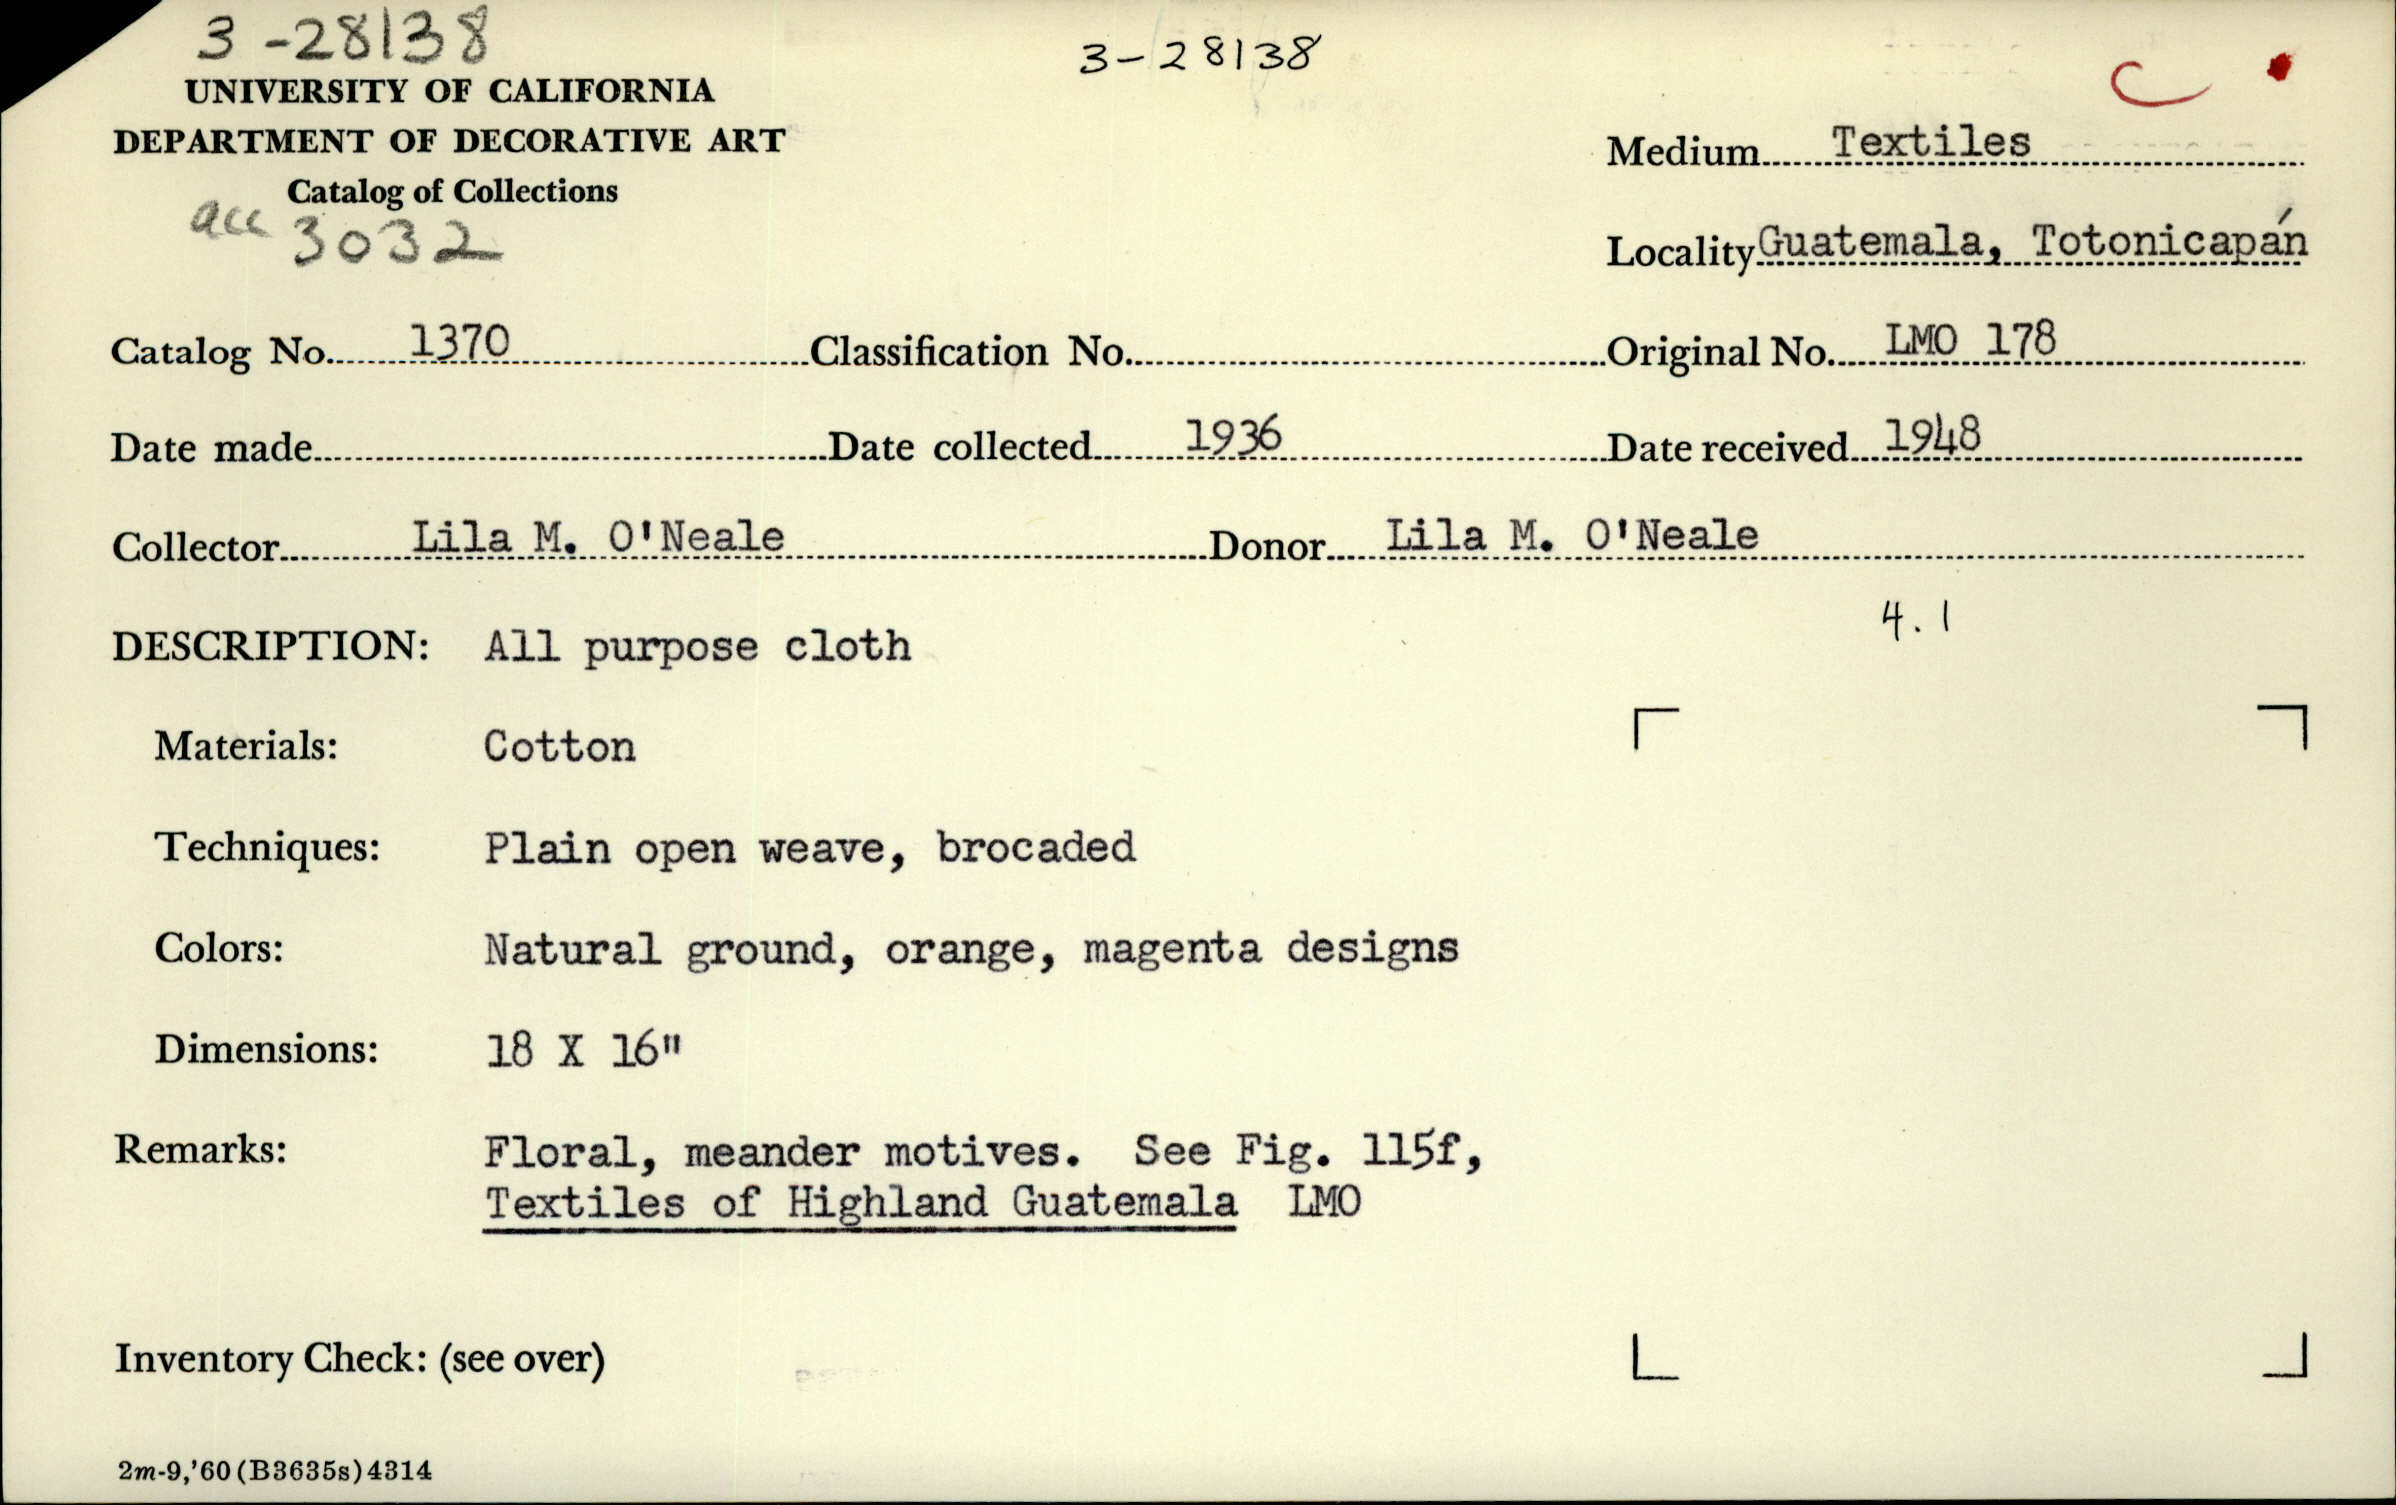 3-28138
3-28138
C
UNIVERSITY OF CALIFORNIA
DEPARTMENT OF DECORATIVE ART
Catalog of Collections
acc 3032
Medium Textiles
Locality Guatemala, Totonicapán
Catalog No. 1370 Classification No. Original No. LMO 178
Date made Date collected 1936 Date received 1948
Collector Lila M. O'Neale Donor Lila M. O'Neale
4.1
DESCRIPTION: All purpose cloth
Materials: Cotton
Techniques: Plain open weave, brocaded
Colors: Natural ground, orange, magenta designs
Dimensions: 18 X 16"
Remarks: Floral, meander motives. See Fig. 115f,
Textiles of Highland Guatemala LMO
Inventory Check: (see over)
2m-9,'60(B3635s)4314